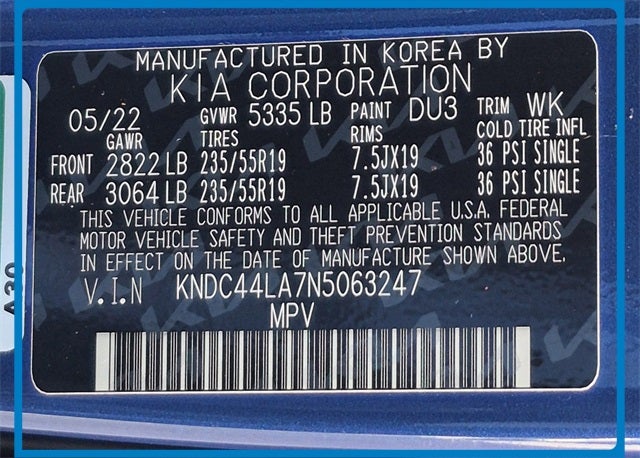 MANUFACTURED IN KOREA BY
KIA CORPORATION
05/22 GVWR 5335 LB PAINT DU3 TRIM WK
GAWR TIRES RIMS COLD TIRE INFL
FRONT 2822 LB 235/55R19 7.5JX19 36 PSI SINGLE
REAR 3064 LB 235/55R19 7.5JX19 36 PSI SINGLE
THIS VEHICLE CONFORMS TO ALL APPLICABLE U.S.A. FEDERAL
MOTOR VEHICLE SAFETY AND THEFT PREVENTION STANDARDS
IN EFFECT ON THE DATE OF MANUFACTURE SHOWN ABOVE.
V.I.N KNDC44LA7N5063247
MPV